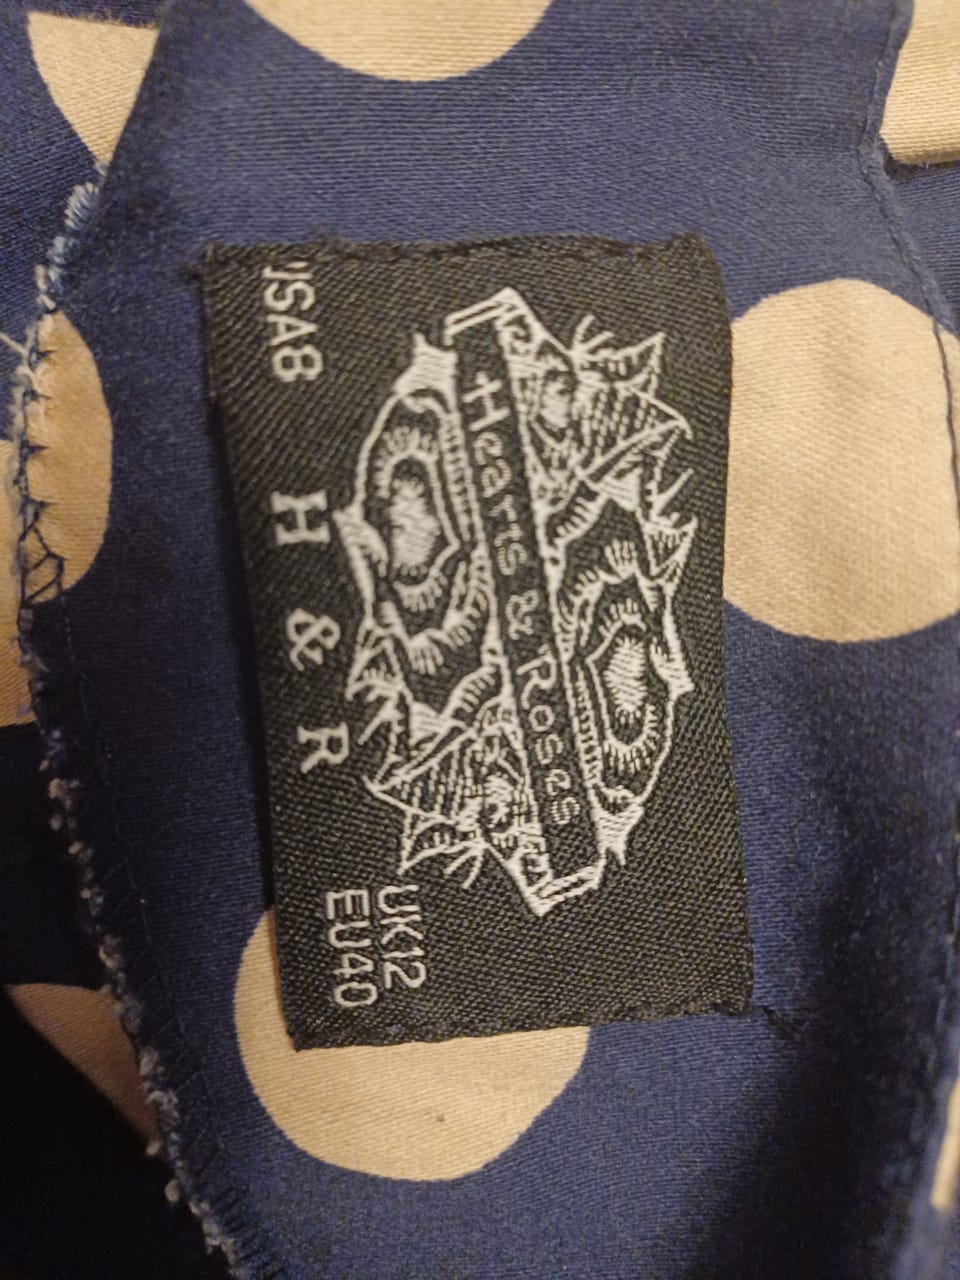 Hearts & Roses
H & R
USA8
UK12
EU40